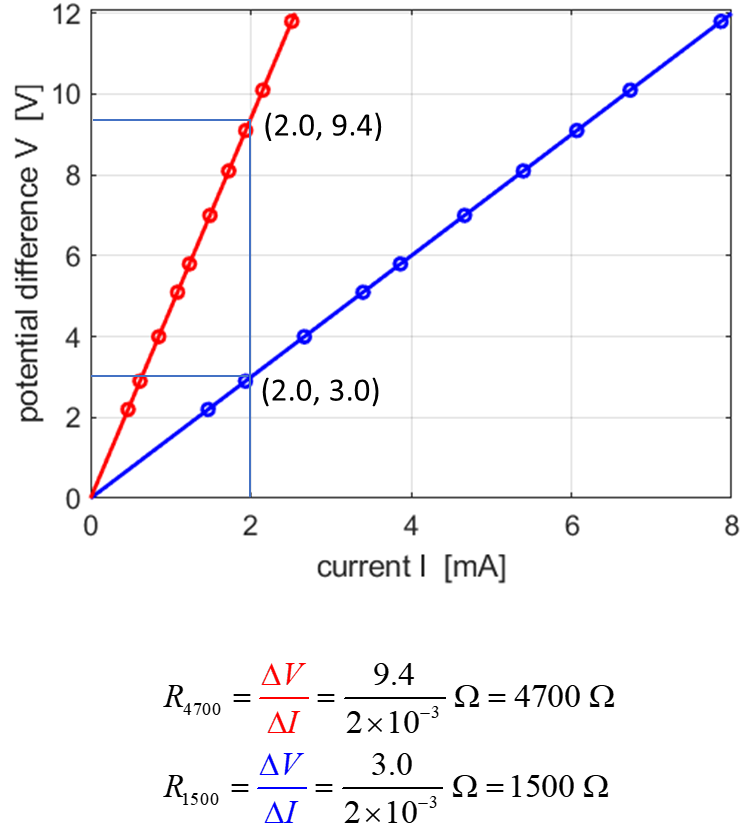 potential difference V [V]
12
10
8
6
4
2
0
(2.0, 9.4)
(2.0, 3.0)
0 2 4 6 8
current I [mA]
R₄₇₀₀ = ΔV/ΔI = 9.4/(2×10⁻³) Ω = 4700 Ω
R₁₅₀₀ = ΔV/ΔI = 3.0/(2×10⁻³) Ω = 1500 Ω